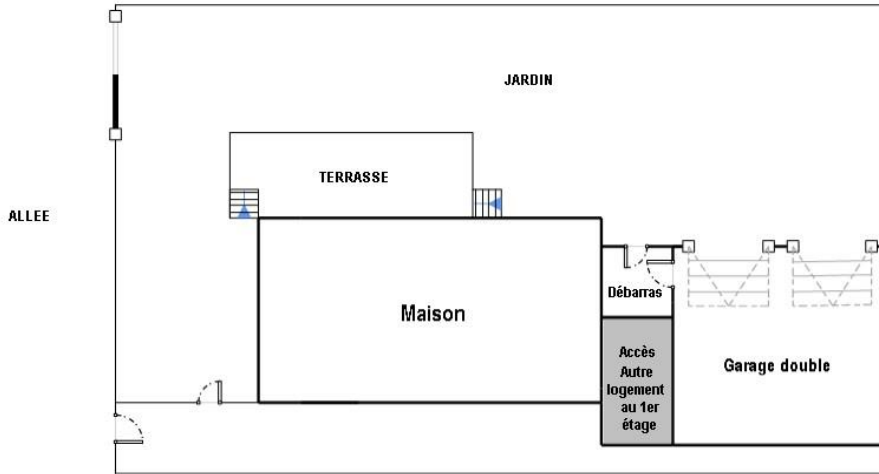 JARDIN
TERRASSE
ALLEE
Débarras
Maison
Accès
Autre
logement
au 1er
étage
Garage double